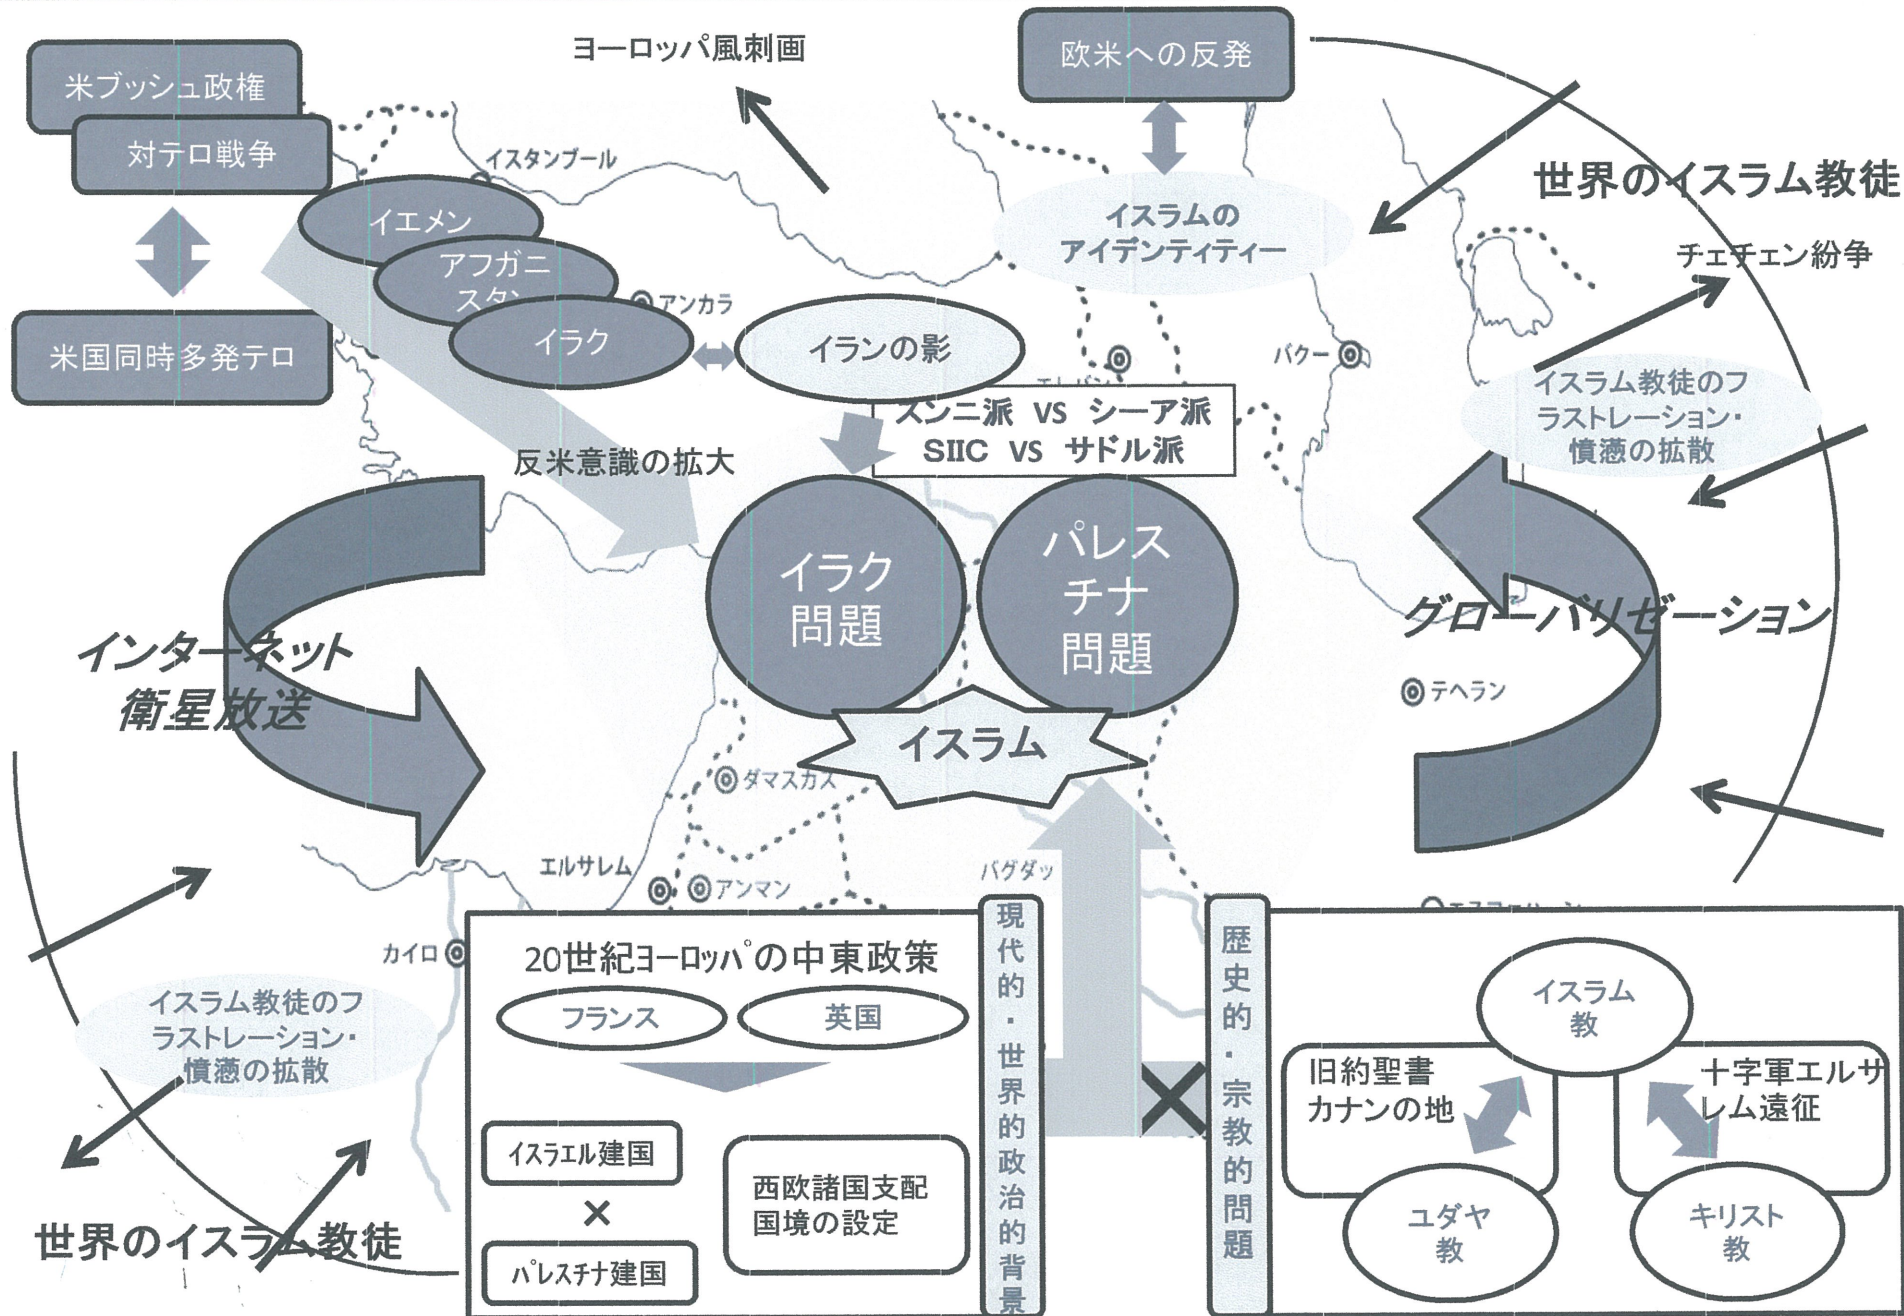 米ブッシュ政権
対テロ戦争
米国同時多発テロ
ヨーロッパ風刺画
欧米への反発
イスラムの
アイデンティティー
世界のイスラム教徒
チェチェン紛争
イスタンブール
イエメン
アフガニ
スタン
イラク
アンカラ
イランの影
バクー
イスラム教徒のフ
ラストレーション・
憤懣の拡散
スンニ派 VS シーア派
SIIC VS サドル派
反米意識の拡大
イラク
問題
パレス
チナ
問題
イスラム
インターネット
衛星放送
グローバリゼーション
テヘラン
ダマスカス
エルサレム
アンマン
バグダッ
カイロ
イスラム教徒のフ
ラストレーション・
憤懣の拡散
世界のイスラム教徒
20世紀ヨーロッパの中東政策
フランス
英国
イスラエル建国
×
パレスチナ建国
西欧諸国支配
国境の設定
現代的・世界的政治的背景
歴史的・宗教的問題
イスラム
教
旧約聖書
カナンの地
十字軍エルサ
レム遠征
ユダヤ
教
キリスト
教